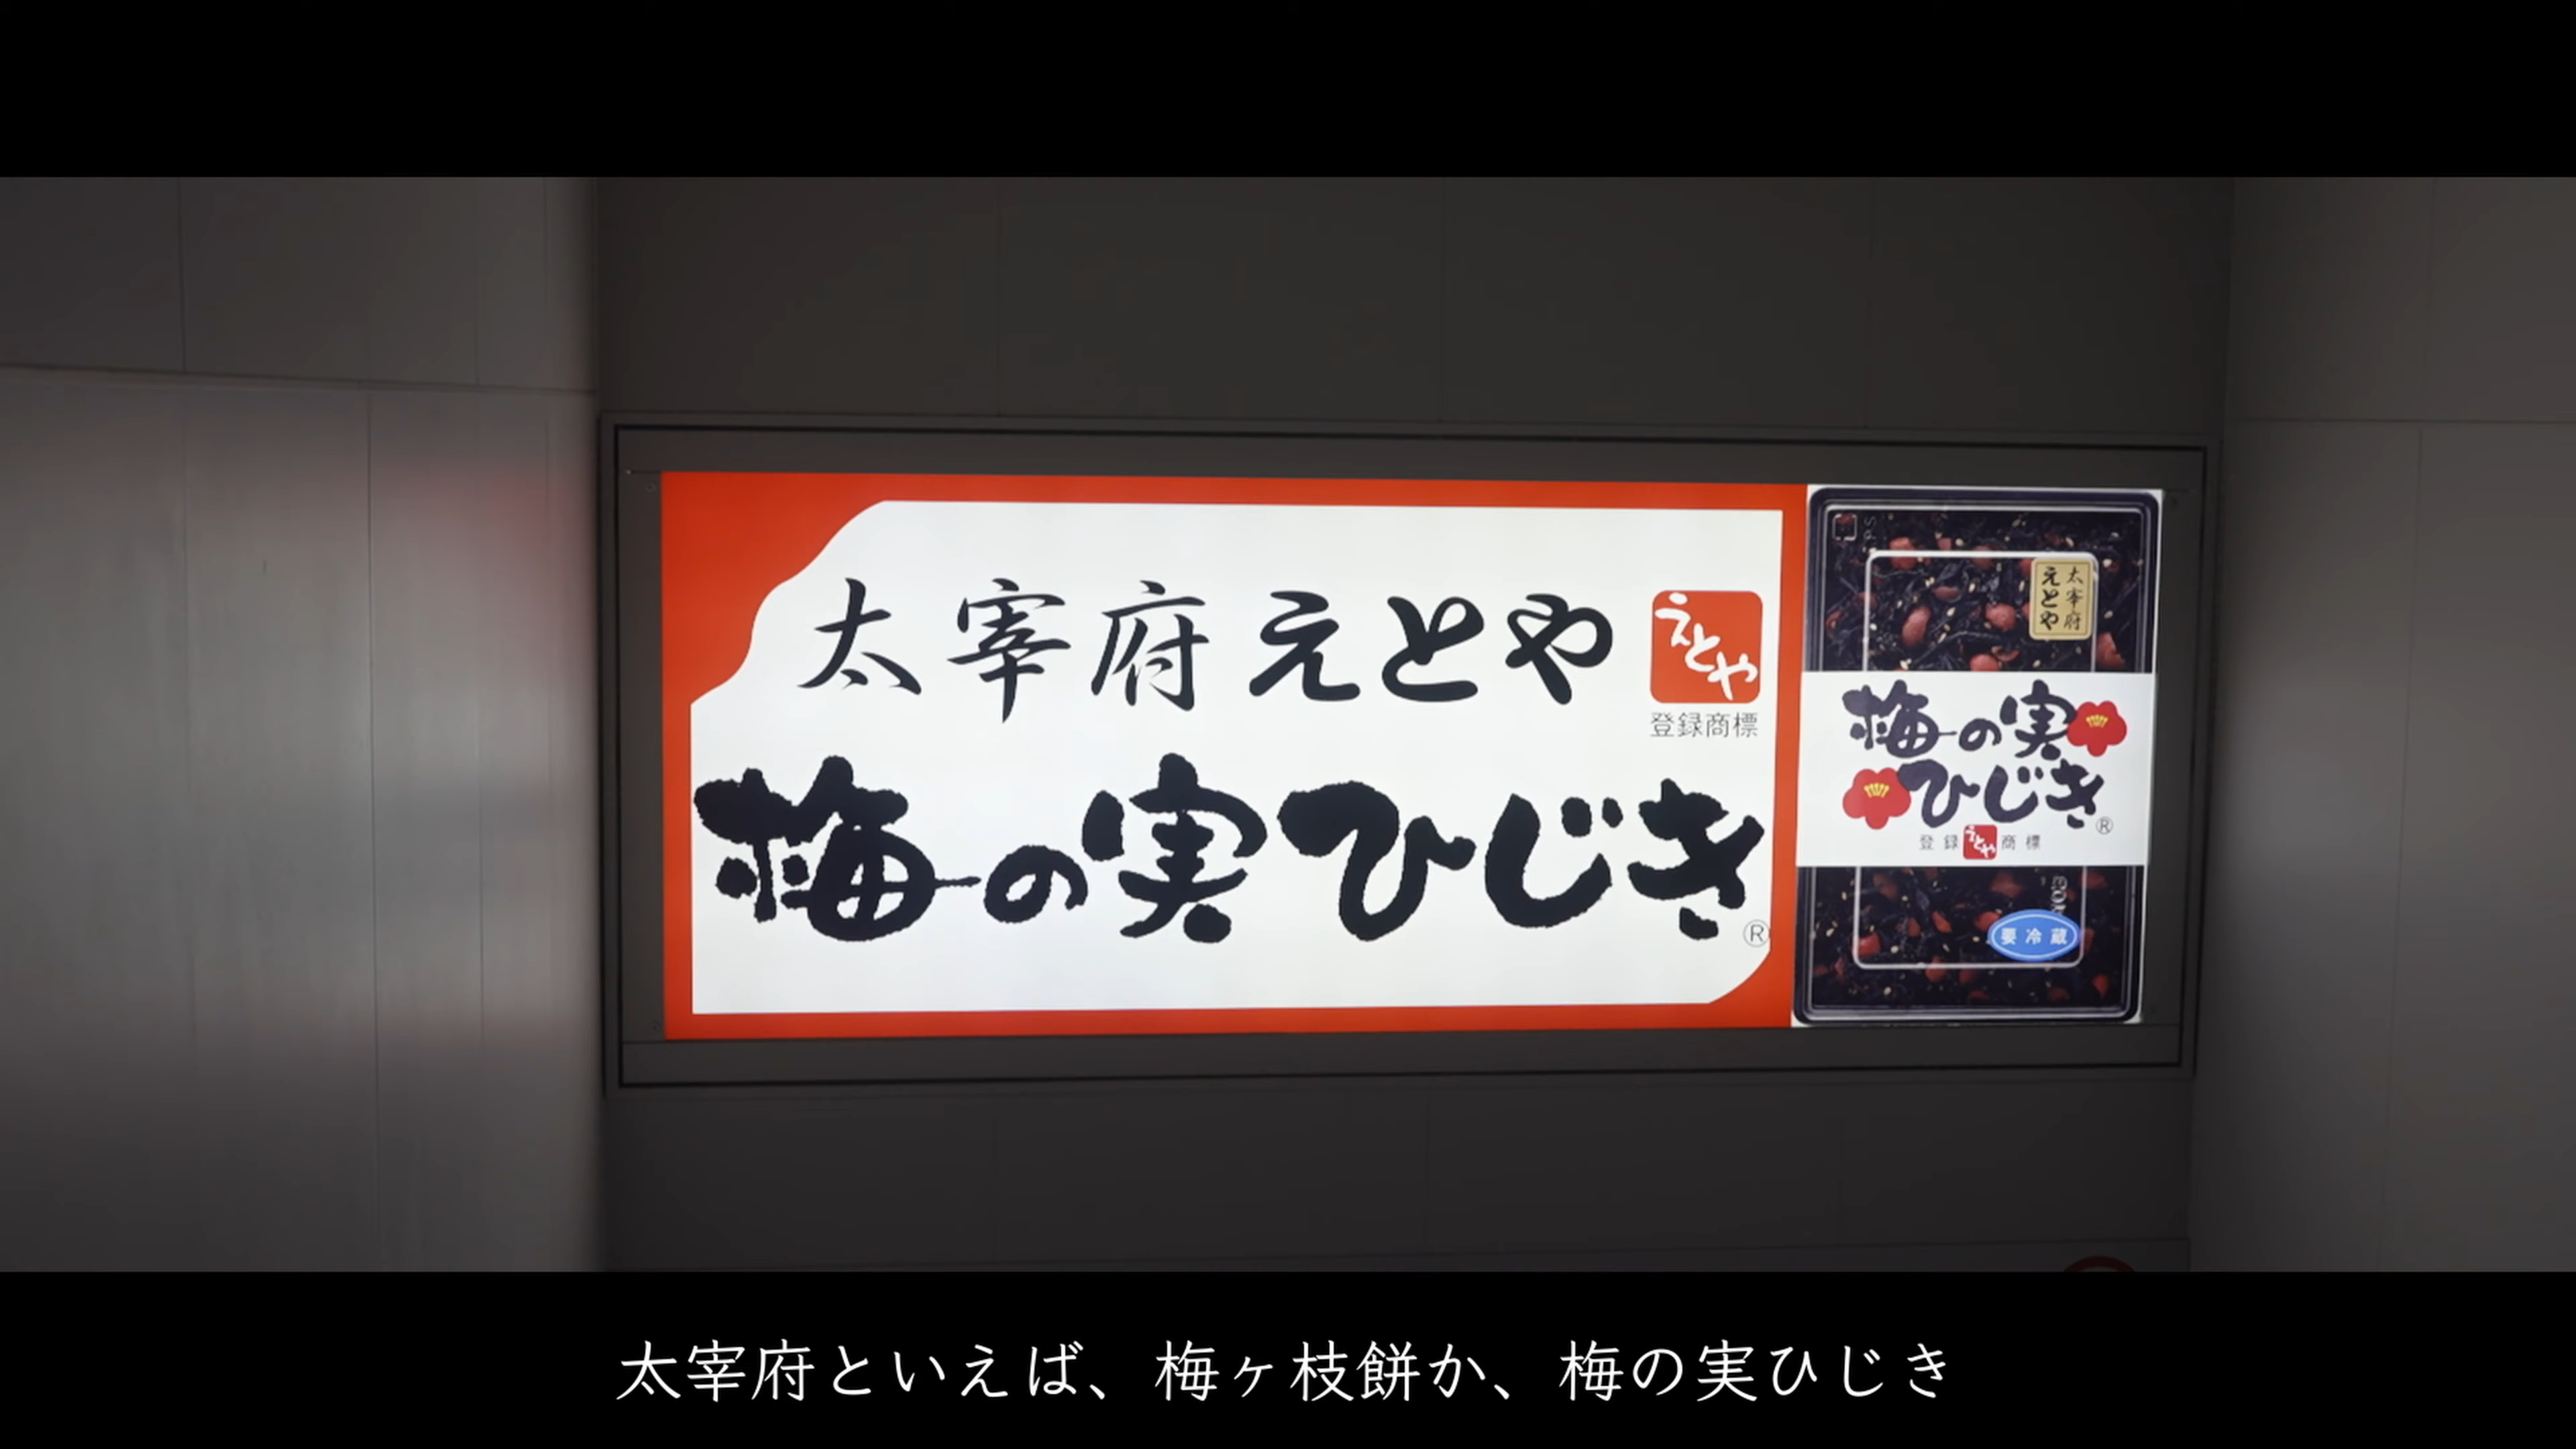 太宰府えとや
えとや
登録商標
梅の実ひじき
®
太宰府
えとや
梅の実
ひじき
®
登録 えとや 商標
要冷蔵
太宰府といえば、梅ヶ枝餅か、梅の実ひじき